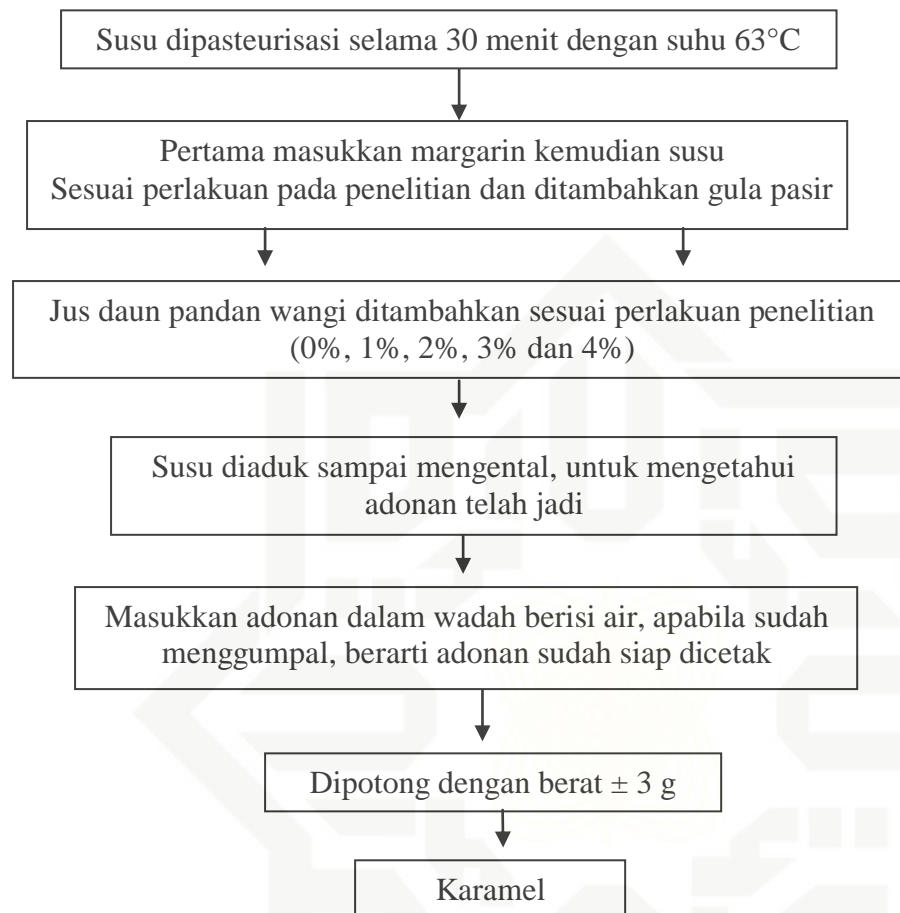 Susu dipasteurisasi selama 30 menit dengan suhu 63°C
Pertama masukkan margarin kemudian susu
Sesuai perlakuan pada penelitian dan ditambahkan gula pasir
Jus daun pandan wangi ditambahkan sesuai perlakuan penelitian
(0%, 1%, 2%, 3% dan 4%)
Susu diaduk sampai mengental, untuk mengetahui
adonan telah jadi
Masukkan adonan dalam wadah berisi air, apabila sudah
menggumpal, berarti adonan sudah siap dicetak
Dipotong dengan berat ± 3 g
Karamel